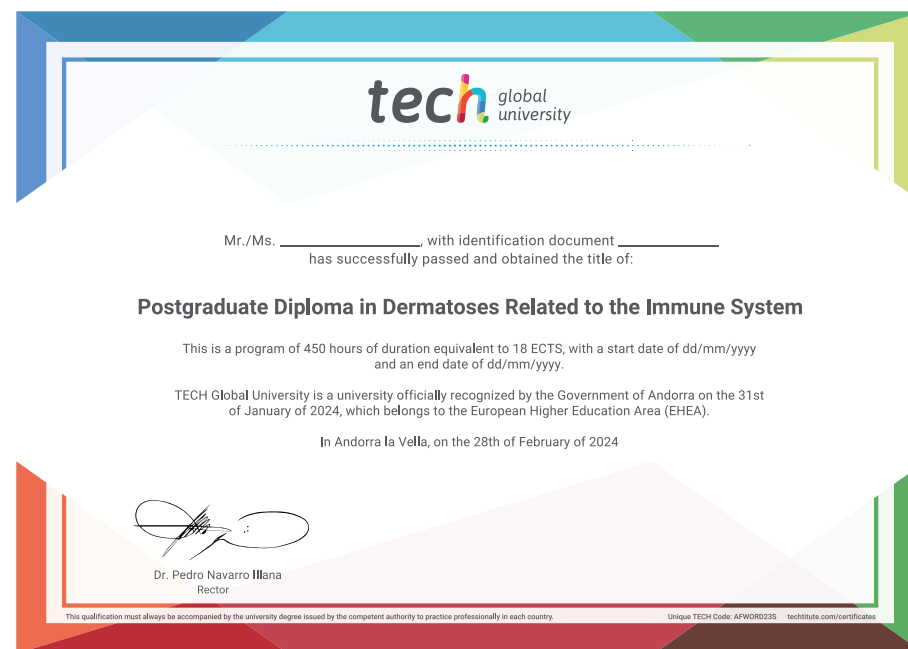 tech global university
Mr./Ms. ____________, with identification document ____________
has successfully passed and obtained the title of:
Postgraduate Diploma in Dermatoses Related to the Immune System
This is a program of 450 hours of duration equivalent to 18 ECTS, with a start date of dd/mm/yyyy
and an end date of dd/mm/yyyy.
TECH Global University is a university officially recognized by the Government of Andorra on the 31st
of January of 2024, which belongs to the European Higher Education Area (EHEA).
In Andorra la Vella, on the 28th of February of 2024
Dr. Pedro Navarro Illana
Rector
This qualification must always be accompanied by the university degree issued by the competent authority to practice professionally in each country.
Unique TECH Code: AFWORD23S techtitute.com/certificates